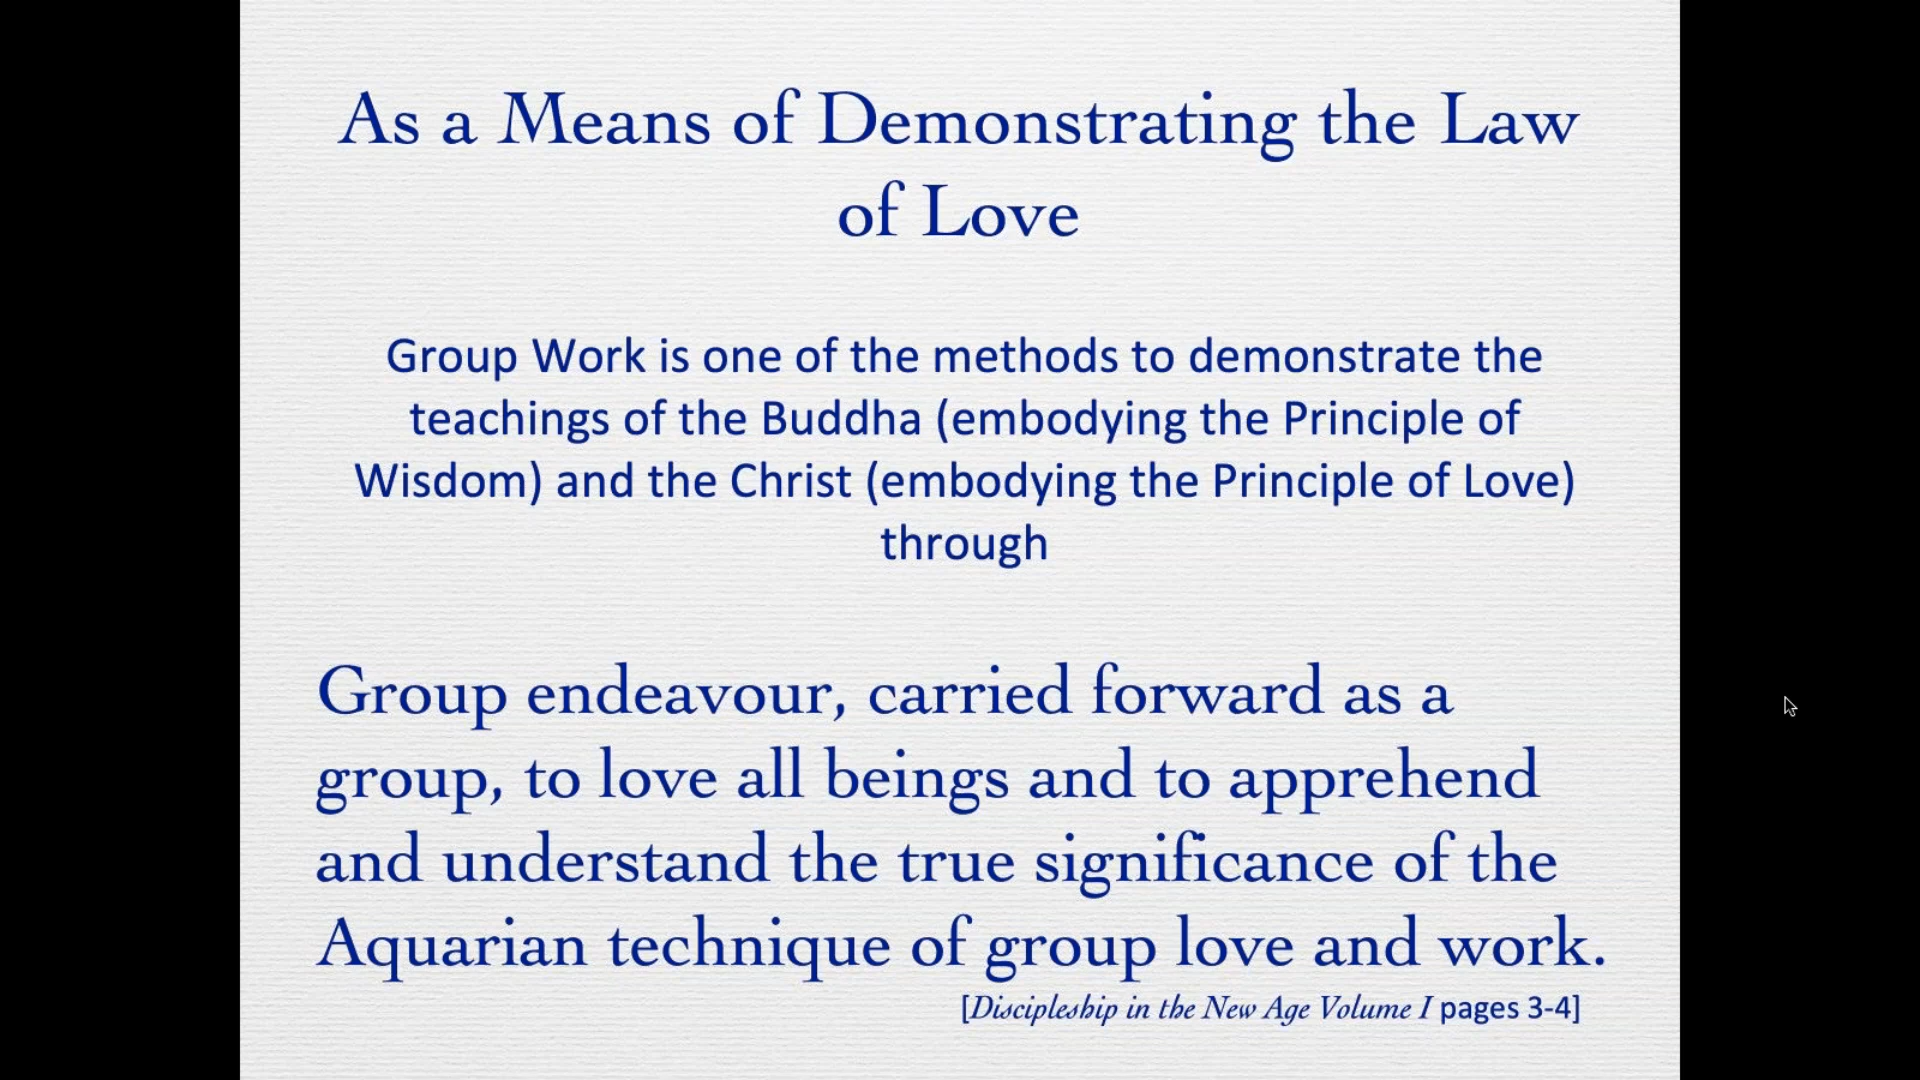 As a Means of Demonstrating the Law
of Love
Group Work is one of the methods to demonstrate the
teachings of the Buddha (embodying the Principle of
Wisdom) and the Christ (embodying the Principle of Love)
through
Group endeavour, carried forward as a
group, to love all beings and to apprehend
and understand the true significance of the
Aquarian technique of group love and work.
[Discipleship in the New Age Volume I pages 3-4]